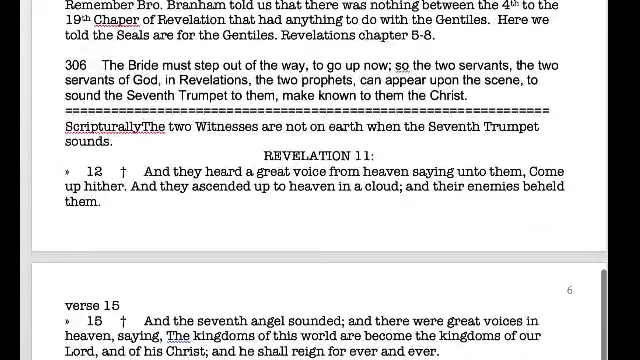 Remember Bro. Branham told us that there was nothing between the 4th to the
19th Chaper of Revelation that had anything to do with the Gentiles.  Here we
told the Seals are for the Gentiles. Revelations chapter 5-8.
306    The Bride must step out of the way, to go up now; so the two servants, the two
servants of God, in Revelations, the two prophets, can appear upon the scene, to
sound the Seventh Trumpet to them, make known to them the Christ.
==============================================================
ScripturallyThe two Witnesses are not on earth when the Seventh Trumpet
sounds.
REVELATION 11:
»    12    †    And they heard a great voice from heaven saying unto them, Come
up hither. And they ascended up to heaven in a cloud; and their enemies beheld
them.
6
verse 15
»    15    †    And the seventh angel sounded; and there were great voices in
heaven, saying, The kingdoms of this world are become the kingdoms of our
Lord, and of his Christ; and he shall reign for ever and ever.